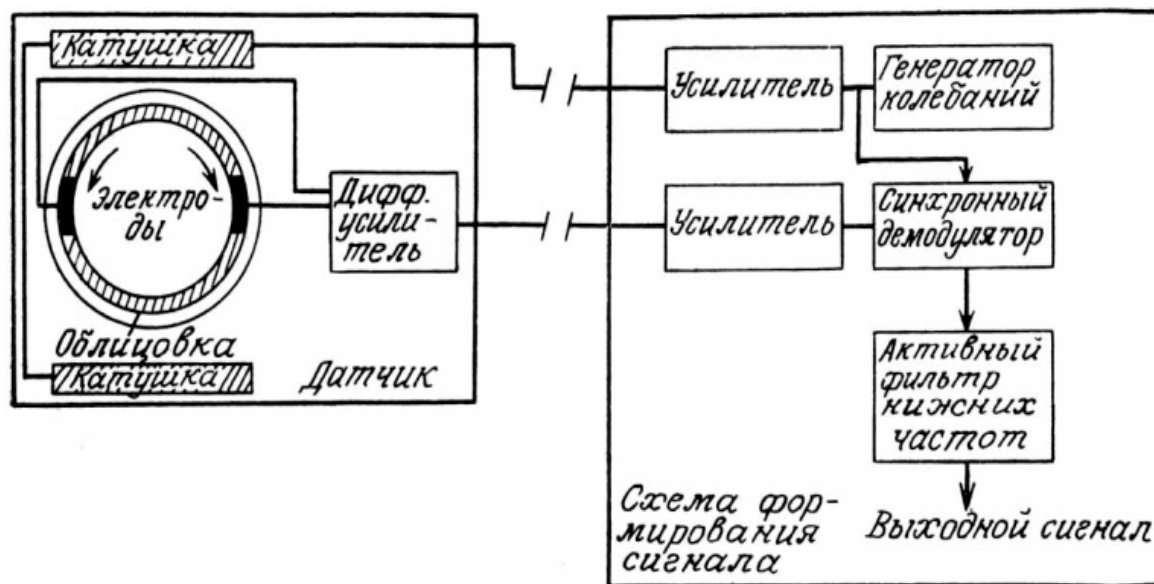 Катушка
Электро-
ды
Дифф.
усили-
тель
Облицовка
Катушка
Датчик
Усилитель
Генератор
колебаний
Усилитель
Синхронный
демодулятор
Активный
фильтр
нижних
частот
Схема фор-
мирования
сигнала
Выходной сигнал